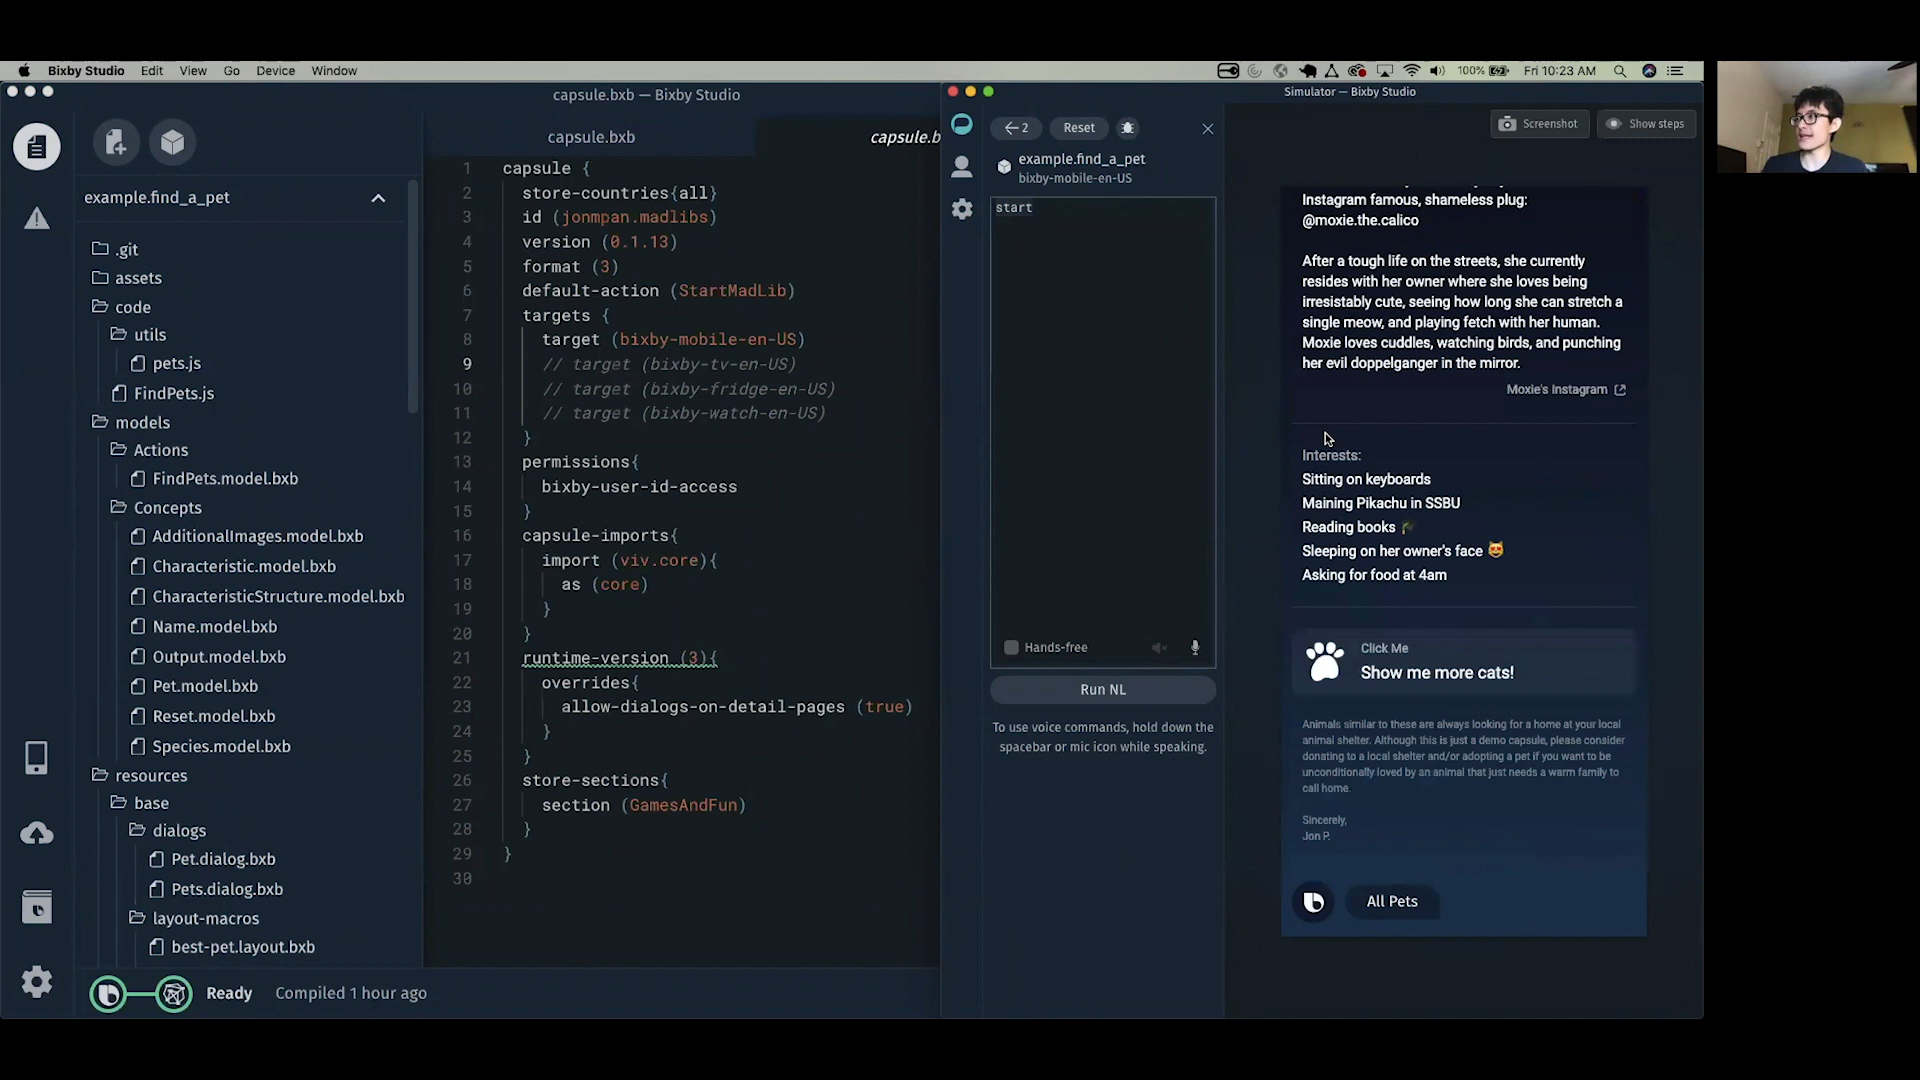 Bixby Studio Edit View Go Device Window
100% Fri 10:23 AM
capsule.bxb — Bixby Studio
capsule.bxb
capsule.b
example.find_a_pet
.git
assets
code
utils
pets.js
FindPets.js
models
Actions
FindPets.model.bxb
Concepts
AdditionalImages.model.bxb
Characteristic.model.bxb
CharacteristicStructure.model.bxb
Name.model.bxb
Output.model.bxb
Pet.model.bxb
Reset.model.bxb
Species.model.bxb
resources
base
dialogs
Pet.dialog.bxb
Pets.dialog.bxb
layout-macros
best-pet.layout.bxb
Ready Compiled 1 hour ago
1 capsule {
2 store-countries{all}
3 id (jonmpan.madlibs)
4 version (0.1.13)
5 format (3)
6 default-action (StartMadLib)
7 targets {
8 target (bixby-mobile-en-US)
9 // target (bixby-tv-en-US)
10 // target (bixby-fridge-en-US)
11 // target (bixby-watch-en-US)
12 }
13 permissions{
14 bixby-user-id-access
15 }
16 capsule-imports{
17 import (viv.core){
18 as (core)
19 }
20 }
21 runtime-version (3){
22 overrides{
23 allow-dialogs-on-detail-pages (true)
24 }
25 }
26 store-sections{
27 section (GamesAndFun)
28 }
29 }
30
Simulator — Bixby Studio
2 Reset
example.find_a_pet
bixby-mobile-en-US
start
Hands-free
Run NL
To use voice commands, hold down the
spacebar or mic icon while speaking.
Screenshot Show steps
Instagram famous, shameless plug:
@moxie.the.calico
After a tough life on the streets, she currently
resides with her owner where she loves being
irresistably cute, seeing how long she can stretch a
single meow, and playing fetch with her human.
Moxie loves cuddles, watching birds, and punching
her evil doppelganger in the mirror.
Moxie's Instagram
Interests:
Sitting on keyboards
Maining Pikachu in SSBU
Reading books 🎓
Sleeping on her owner's face 😻
Asking for food at 4am
Click Me
Show me more cats!
Animals similar to these are always looking for a home at your local
animal shelter. Although this is just a demo capsule, please consider
donating to a local shelter and/or adopting a pet if you want to be
unconditionally loved by an animal that just needs a warm family to
call home.
Sincerely,
Jon P.
All Pets